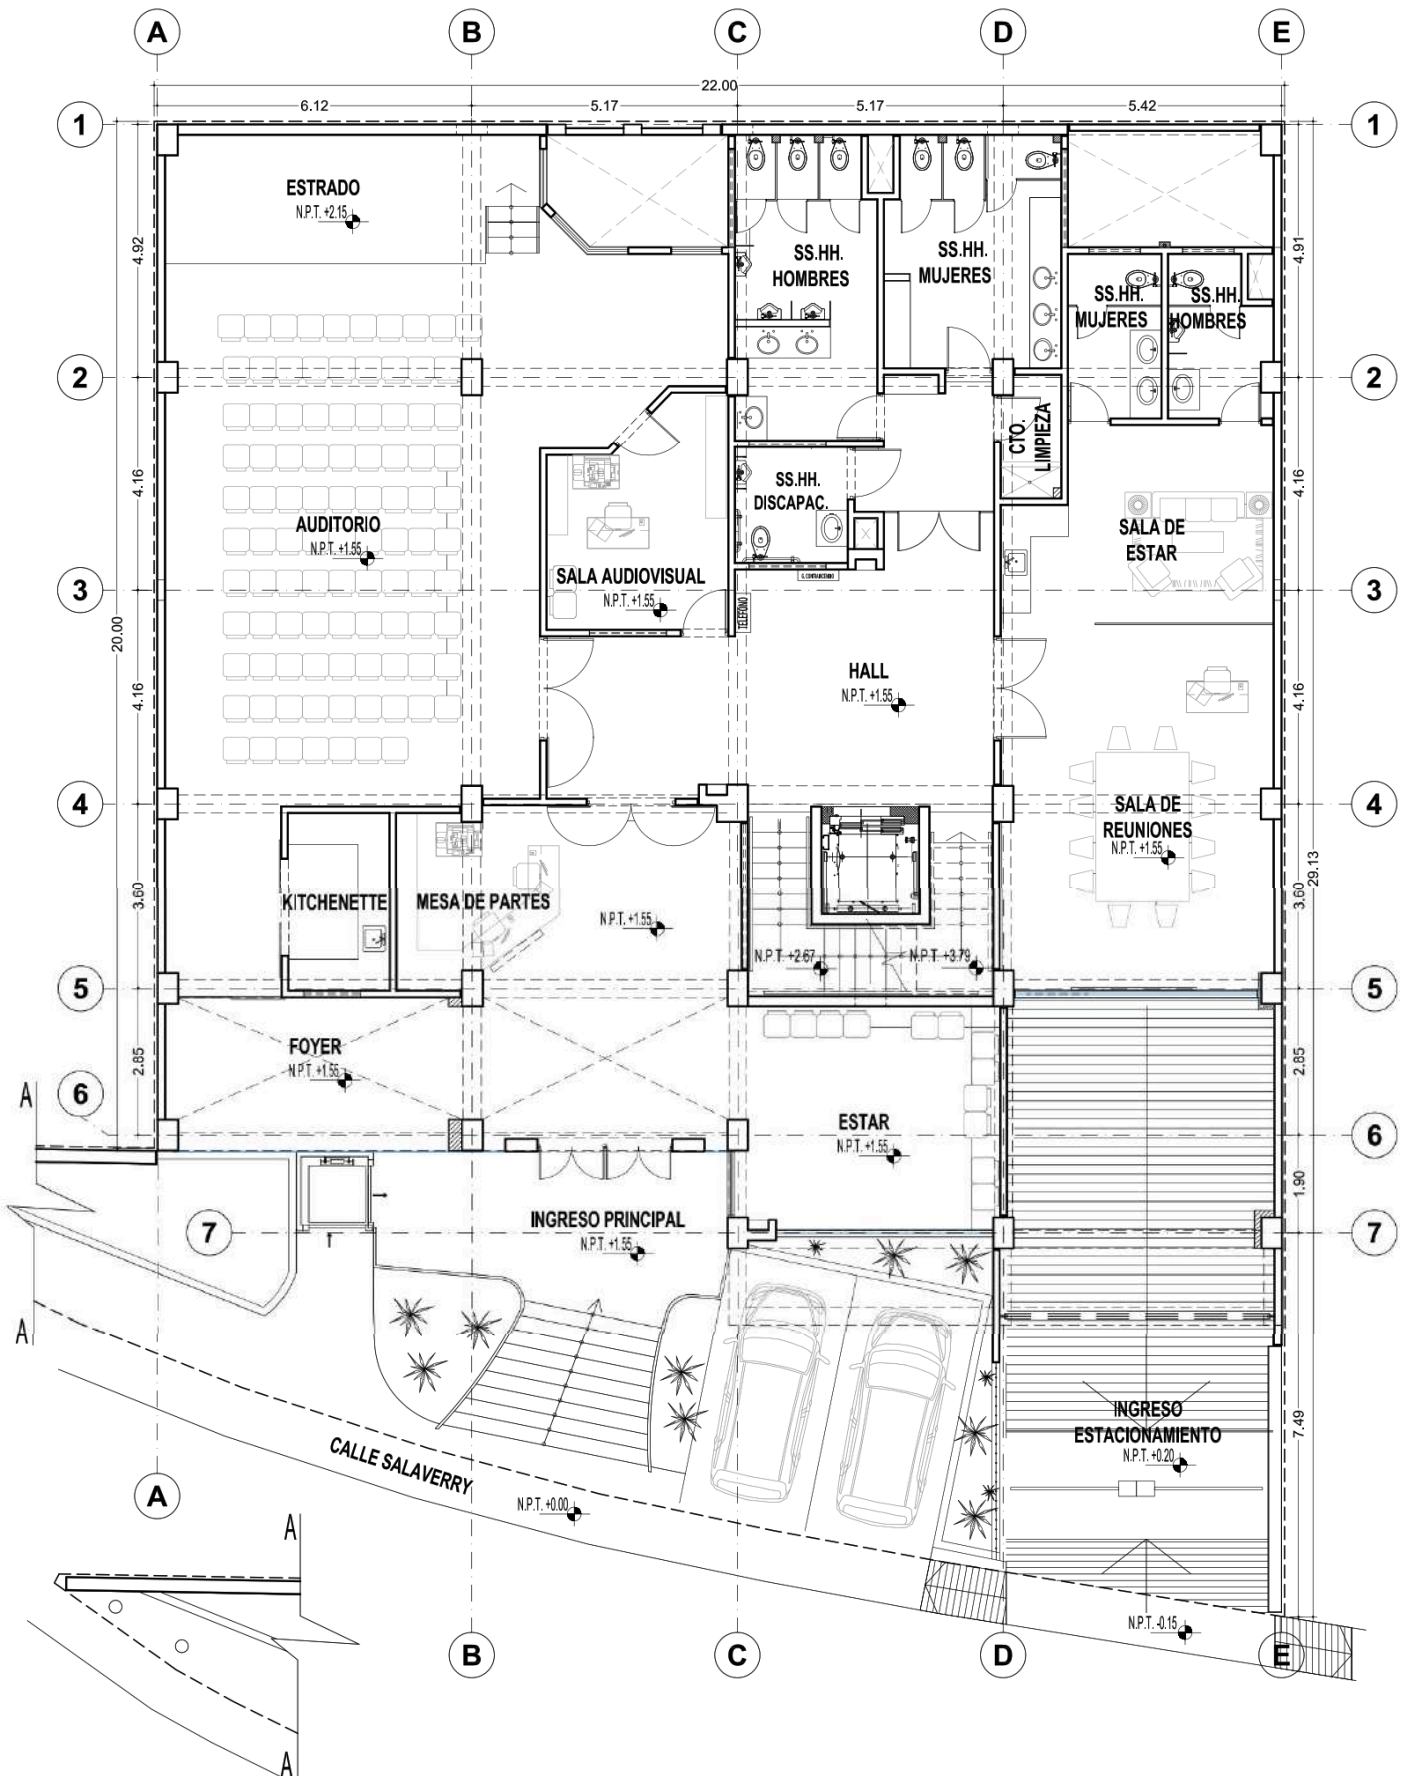 A
B
C
D
E
22.00
6.12
5.17
5.17
5.42
1
1
ESTRADO
N.P.T. +2.15
4.92
4.91
SS.HH.
HOMBRES
SS.HH.
MUJERES
SS.HH.
MUJERES
SS.HH.
HOMBRES
2
2
CTO.
LIMPIEZA
4.16
4.16
SS.HH.
DISCAPAC.
AUDITORIO
N.P.T. +1.55
SALA DE
ESTAR
SALA AUDIOVISUAL
N.P.T. +1.55
G. CONTRAINCENDIO
TELEFONO
3
3
20.00
HALL
N.P.T. +1.55
4.16
4.16
4
4
SALA DE
REUNIONES
N.P.T. +1.55
29.13
3.60
3.60
KITCHENETTE
MESA DE PARTES
N.P.T. +1.55
N.P.T. +2.67
N.P.T. +3.79
5
5
FOYER
N.P.T. +1.55
2.85
2.85
A
6
6
ESTAR
N.P.T. +1.55
1.90
INGRESO PRINCIPAL
N.P.T. +1.55
7
7
A
INGRESO
ESTACIONAMIENTO
N.P.T. +0.20
7.49
CALLE SALAVERRY
N.P.T. +0.00
A
A
N.P.T. -0.15
B
C
D
E
A